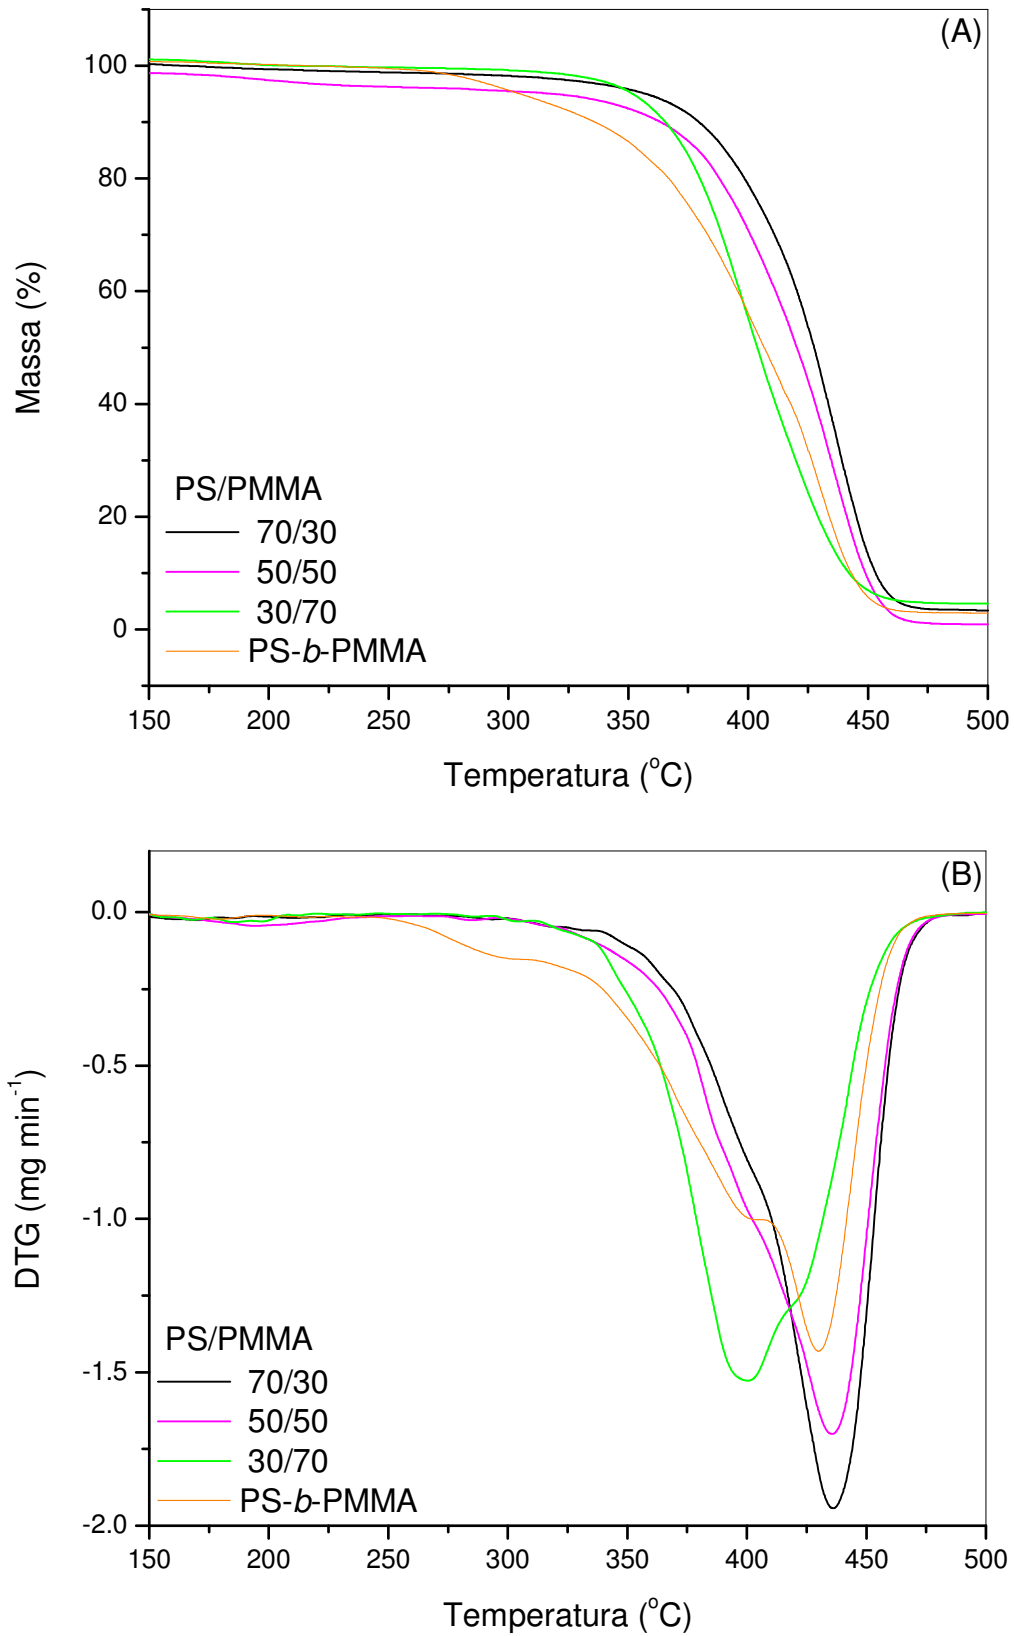 (A)
100
80
60
40
20
0
Massa (%)
PS/PMMA
70/30
50/50
30/70
PS-b-PMMA
150 200 250 300 350 400 450 500
Temperatura (°C)
(B)
0.0
-0.5
-1.0
-1.5
-2.0
DTG (mg min⁻¹)
PS/PMMA
70/30
50/50
30/70
PS-b-PMMA
150 200 250 300 350 400 450 500
Temperatura (°C)